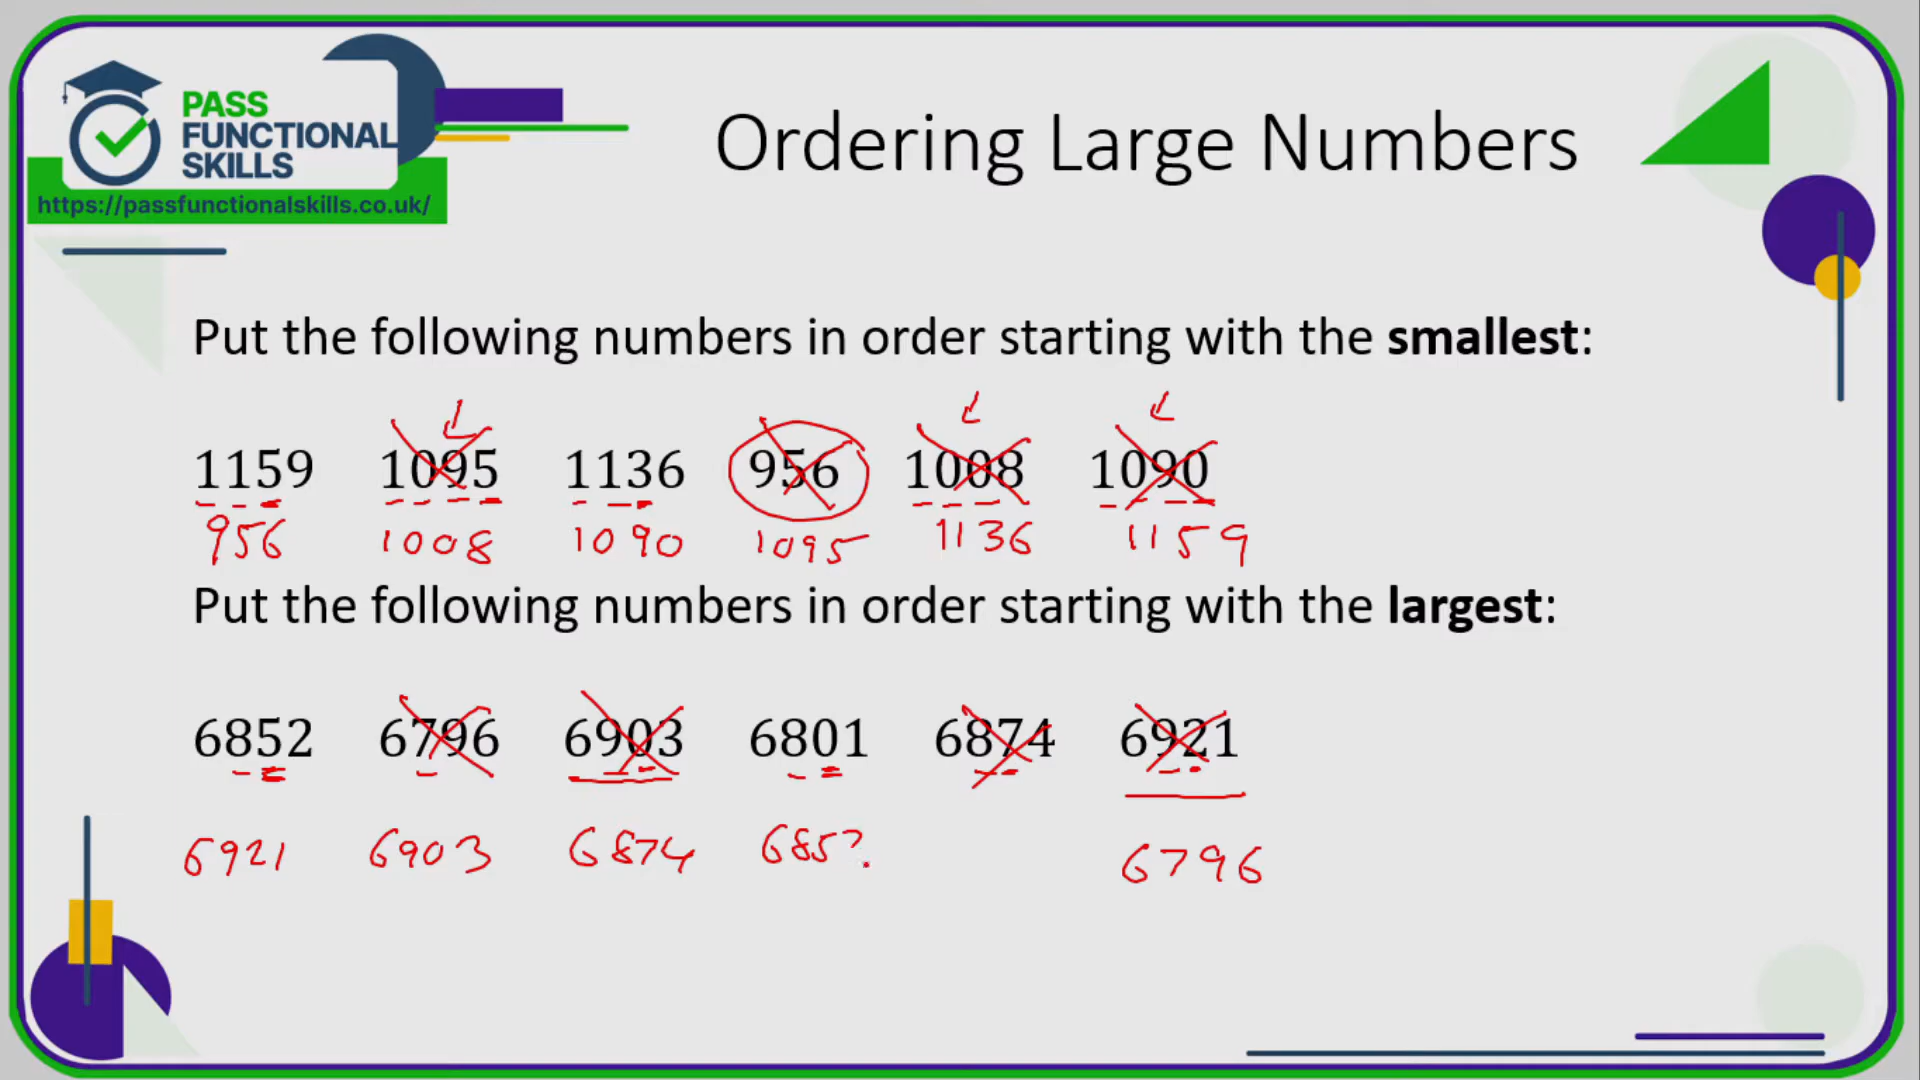 PASS
FUNCTIONAL
SKILLS
https://passfunctionalskills.co.uk/
Ordering Large Numbers
Put the following numbers in order starting with the smallest:
1159 1095 1136 956 1008 1090
956 1008 1090 1095 1136 1159
Put the following numbers in order starting with the largest:
6852 6796 6903 6801 6874 6921
6921 6903 6874 685? 6796